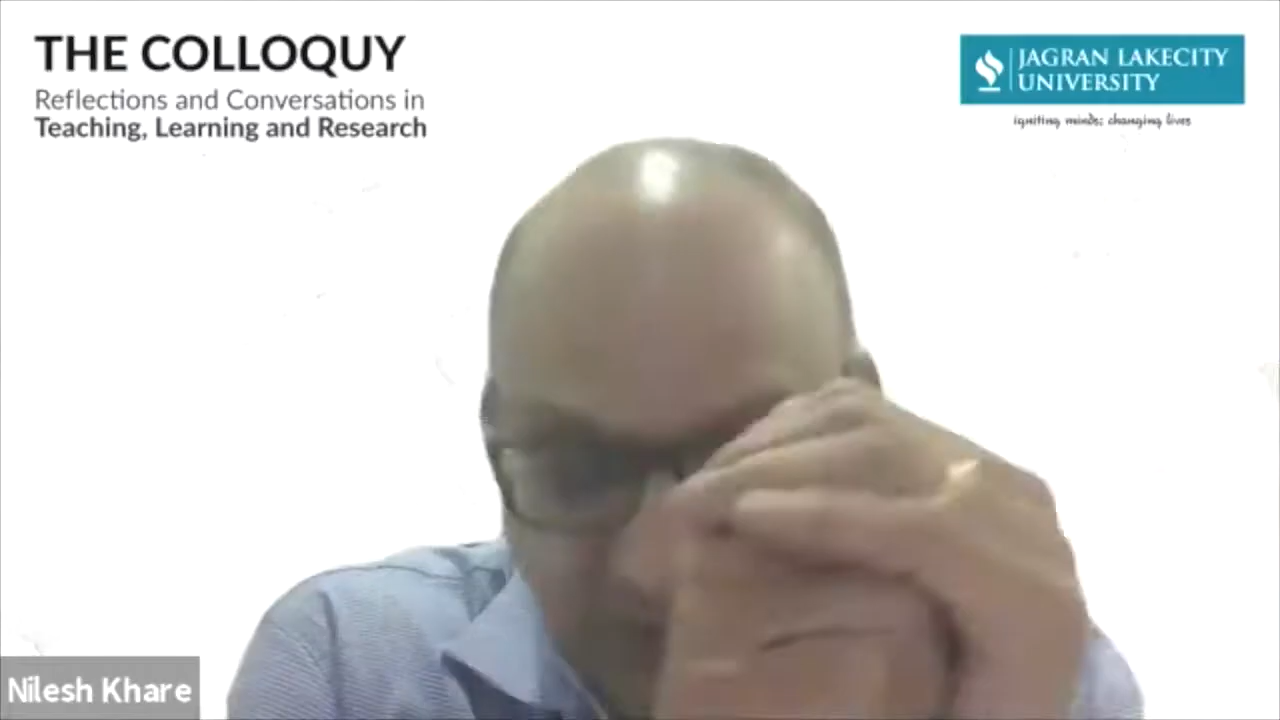 THE COLLOQUY
Reflections and Conversations in
Teaching, Learning and Research
JAGRAN LAKECITY
UNIVERSITY
igniting minds; changing lives
Nilesh Khare